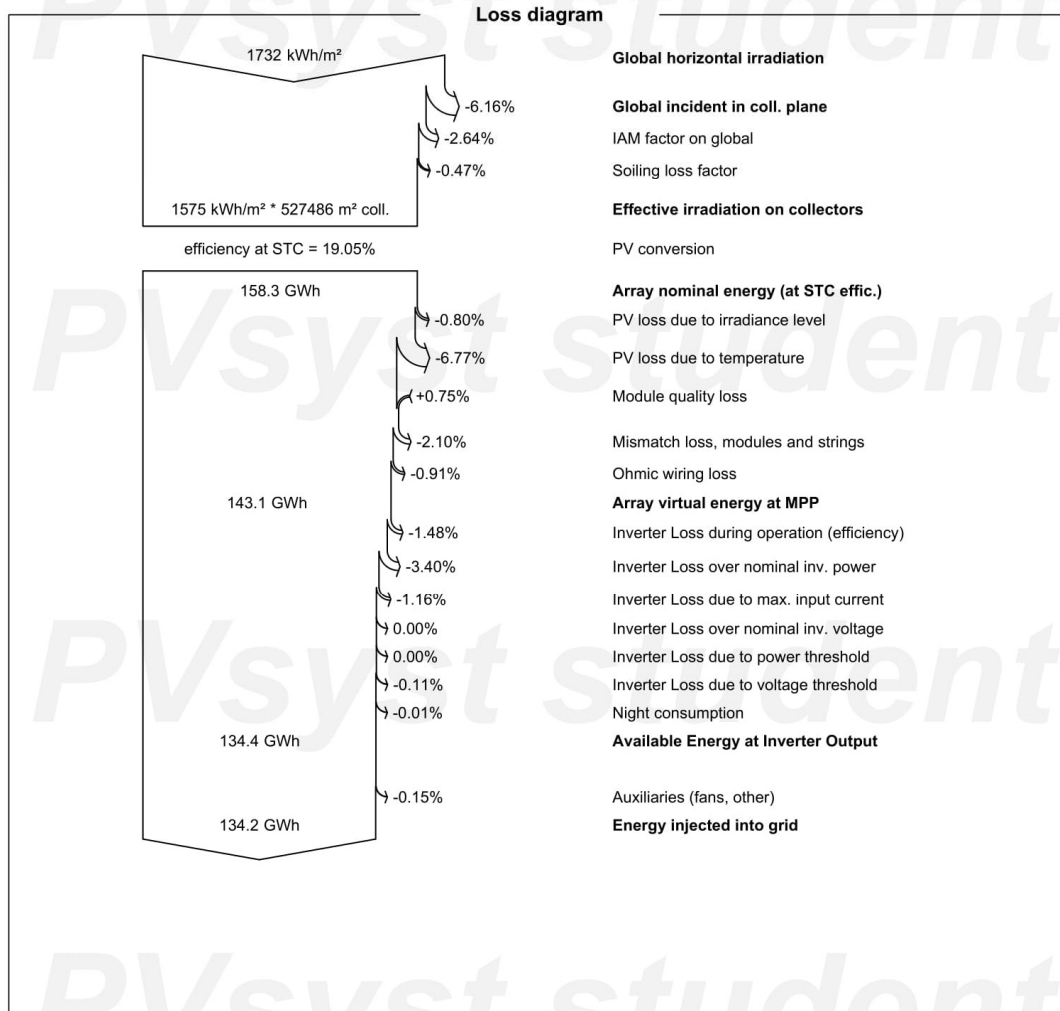 Loss diagram
1732 kWh/m² Global horizontal irradiation
-6.16% Global incident in coll. plane
-2.64% IAM factor on global
-0.47% Soiling loss factor
1575 kWh/m² * 527486 m² coll. Effective irradiation on collectors
efficiency at STC = 19.05% PV conversion
158.3 GWh Array nominal energy (at STC effic.)
-0.80% PV loss due to irradiance level
-6.77% PV loss due to temperature
+0.75% Module quality loss
-2.10% Mismatch loss, modules and strings
-0.91% Ohmic wiring loss
143.1 GWh Array virtual energy at MPP
-1.48% Inverter Loss during operation (efficiency)
-3.40% Inverter Loss over nominal inv. power
-1.16% Inverter Loss due to max. input current
0.00% Inverter Loss over nominal inv. voltage
0.00% Inverter Loss due to power threshold
-0.11% Inverter Loss due to voltage threshold
-0.01% Night consumption
134.4 GWh Available Energy at Inverter Output
-0.15% Auxiliaries (fans, other)
134.2 GWh Energy injected into grid
PVsyst student
PVsyst student
PVsyst student
PVsyst student